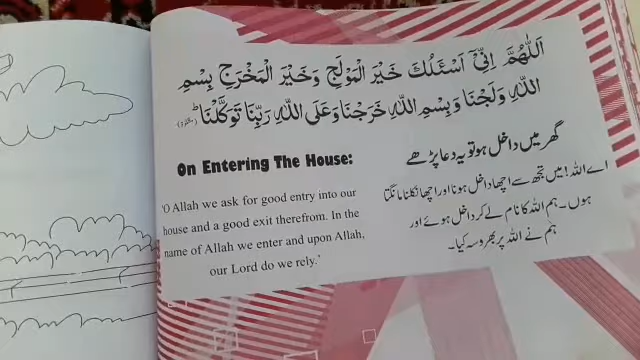 اَللّٰهُمَّ اِنِّیْۤ اَسْئَلُكَ خَیْرَ الْمَوْلَجِ وَخَیْرَ الْمَخْرَجِ بِسْمِ
اللّٰهِ وَلَجْنَا وَبِسْمِ اللّٰهِ خَرَجْنَا وَعَلَی اللّٰهِ رَبِّنَا تَوَكَّلْنَا
On Entering The House:
'O Allah we ask for good entry into our
house and a good exit therefrom. In the
name of Allah we enter and upon Allah,
our Lord do we rely.'
گھر میں داخل ہو تو یہ دعا پڑھے
اے اللہ! میں تجھ سے اچھا داخل ہونا اور اچھا نکلنا مانگتا
ہوں۔ ہم اللہ کا نام لے کر داخل ہوئے اور
ہم نے اللہ پر بھروسہ کیا۔